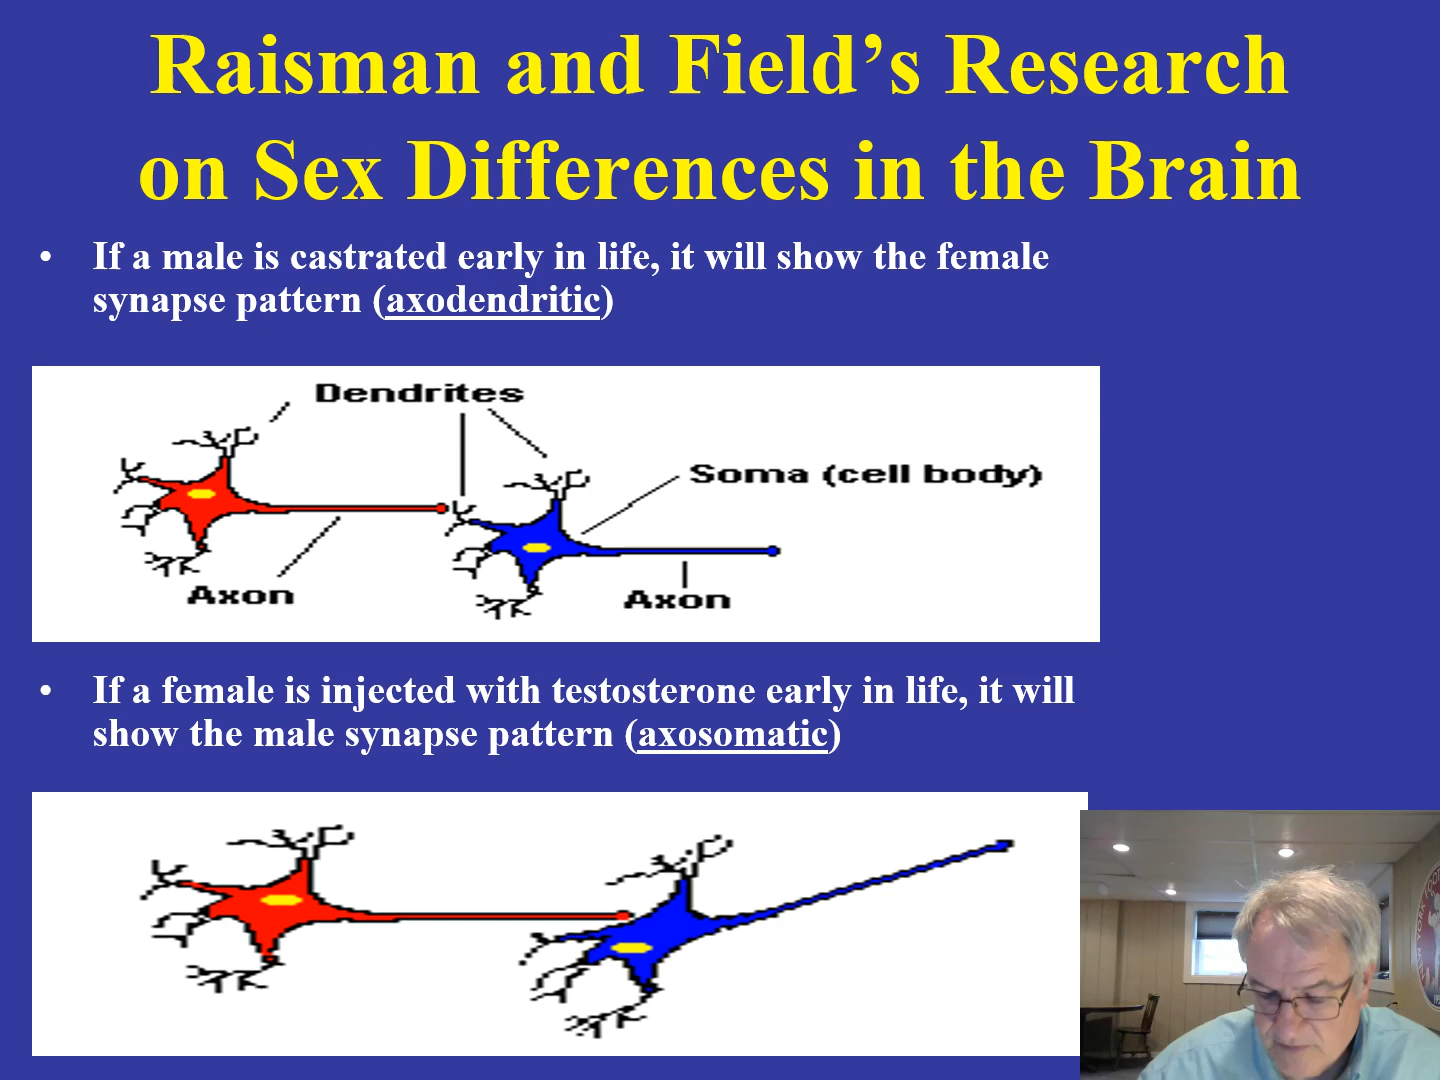 Raisman and Field’s Research
on Sex Differences in the Brain
• If a male is castrated early in life, it will show the female
synapse pattern (axodendritic)
Dendrites
Soma (cell body)
Axon
Axon
• If a female is injected with testosterone early in life, it will
show the male synapse pattern (axosomatic)